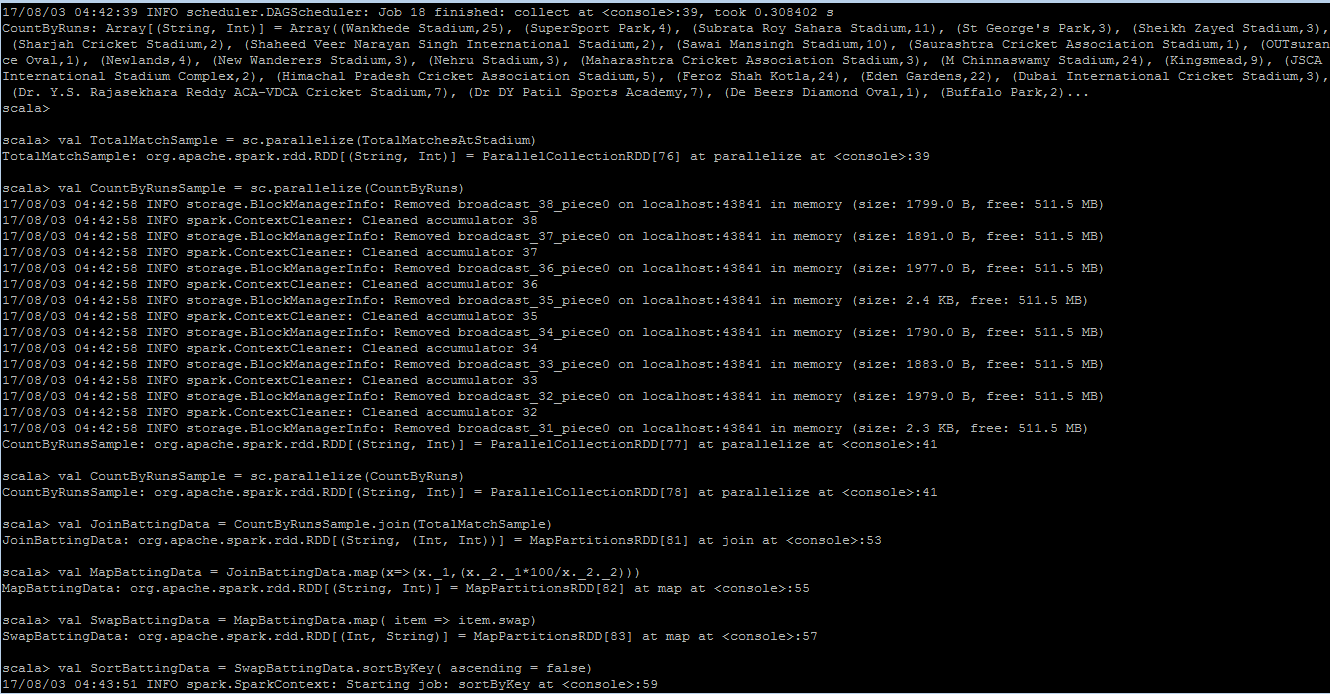 17/08/03 04:42:39 INFO scheduler.DAGScheduler: Job 18 finished: collect at <console>:39, took 0.308402 s
CountByRuns: Array[(String, Int)] = Array((Wankhede Stadium,25), (SuperSport Park,4), (Subrata Roy Sahara Stadium,11), (St George's Park,3), (Sheikh Zayed Stadium,3),
(Sharjah Cricket Stadium,2), (Shaheed Veer Narayan Singh International Stadium,2), (Sawai Mansingh Stadium,10), (Saurashtra Cricket Association Stadium,1), (OUTsuran
ce Oval,1), (Newlands,4), (New Wanderers Stadium,3), (Nehru Stadium,3), (Maharashtra Cricket Association Stadium,3), (M Chinnaswamy Stadium,24), (Kingsmead,9), (JSCA
International Stadium Complex,2), (Himachal Pradesh Cricket Association Stadium,5), (Feroz Shah Kotla,24), (Eden Gardens,22), (Dubai International Cricket Stadium,3),
(Dr. Y.S. Rajasekhara Reddy ACA-VDCA Cricket Stadium,7), (Dr DY Patil Sports Academy,7), (De Beers Diamond Oval,1), (Buffalo Park,2)...
scala>
scala> val TotalMatchSample = sc.parallelize(TotalMatchesAtStadium)
TotalMatchSample: org.apache.spark.rdd.RDD[(String, Int)] = ParallelCollectionRDD[76] at parallelize at <console>:39
scala> val CountByRunsSample = sc.parallelize(CountByRuns)
17/08/03 04:42:58 INFO storage.BlockManagerInfo: Removed broadcast_38_piece0 on localhost:43841 in memory (size: 1799.0 B, free: 511.5 MB)
17/08/03 04:42:58 INFO spark.ContextCleaner: Cleaned accumulator 38
17/08/03 04:42:58 INFO storage.BlockManagerInfo: Removed broadcast_37_piece0 on localhost:43841 in memory (size: 1891.0 B, free: 511.5 MB)
17/08/03 04:42:58 INFO spark.ContextCleaner: Cleaned accumulator 37
17/08/03 04:42:58 INFO storage.BlockManagerInfo: Removed broadcast_36_piece0 on localhost:43841 in memory (size: 1977.0 B, free: 511.5 MB)
17/08/03 04:42:58 INFO spark.ContextCleaner: Cleaned accumulator 36
17/08/03 04:42:58 INFO storage.BlockManagerInfo: Removed broadcast_35_piece0 on localhost:43841 in memory (size: 2.4 KB, free: 511.5 MB)
17/08/03 04:42:58 INFO spark.ContextCleaner: Cleaned accumulator 35
17/08/03 04:42:58 INFO storage.BlockManagerInfo: Removed broadcast_34_piece0 on localhost:43841 in memory (size: 1790.0 B, free: 511.5 MB)
17/08/03 04:42:58 INFO spark.ContextCleaner: Cleaned accumulator 34
17/08/03 04:42:58 INFO storage.BlockManagerInfo: Removed broadcast_33_piece0 on localhost:43841 in memory (size: 1883.0 B, free: 511.5 MB)
17/08/03 04:42:58 INFO spark.ContextCleaner: Cleaned accumulator 33
17/08/03 04:42:58 INFO storage.BlockManagerInfo: Removed broadcast_32_piece0 on localhost:43841 in memory (size: 1979.0 B, free: 511.5 MB)
17/08/03 04:42:58 INFO spark.ContextCleaner: Cleaned accumulator 32
17/08/03 04:42:58 INFO storage.BlockManagerInfo: Removed broadcast_31_piece0 on localhost:43841 in memory (size: 2.3 KB, free: 511.5 MB)
CountByRunsSample: org.apache.spark.rdd.RDD[(String, Int)] = ParallelCollectionRDD[77] at parallelize at <console>:41
scala> val CountByRunsSample = sc.parallelize(CountByRuns)
CountByRunsSample: org.apache.spark.rdd.RDD[(String, Int)] = ParallelCollectionRDD[78] at parallelize at <console>:41
scala> val JoinBattingData = CountByRunsSample.join(TotalMatchSample)
JoinBattingData: org.apache.spark.rdd.RDD[(String, (Int, Int))] = MapPartitionsRDD[81] at join at <console>:53
scala> val MapBattingData = JoinBattingData.map(x=>(x._1,(x._2._1*100/x._2._2)))
MapBattingData: org.apache.spark.rdd.RDD[(String, Int)] = MapPartitionsRDD[82] at map at <console>:55
scala> val SwapBattingData = MapBattingData.map( item => item.swap)
SwapBattingData: org.apache.spark.rdd.RDD[(Int, String)] = MapPartitionsRDD[83] at map at <console>:57
scala> val SortBattingData = SwapBattingData.sortByKey( ascending = false)
17/08/03 04:43:51 INFO spark.SparkContext: Starting job: sortByKey at <console>:59